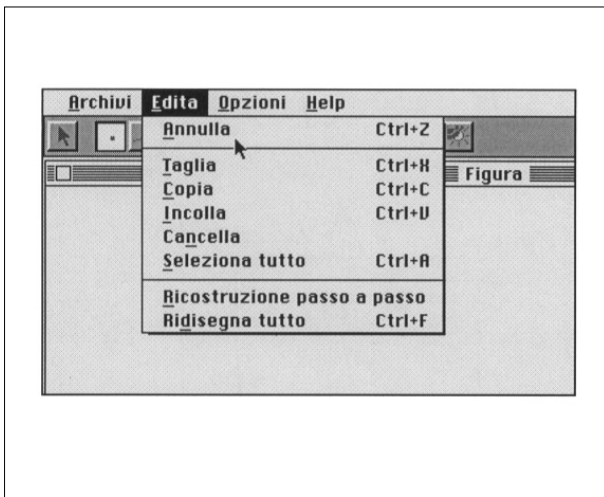 Archivi Edita Opzioni Help
Annulla Ctrl+Z
Figura
Taglia Ctrl+X
Copia Ctrl+C
Incolla Ctrl+V
Cancella
Seleziona tutto Ctrl+A
Ricostruzione passo a passo
Ridisegna tutto Ctrl+F